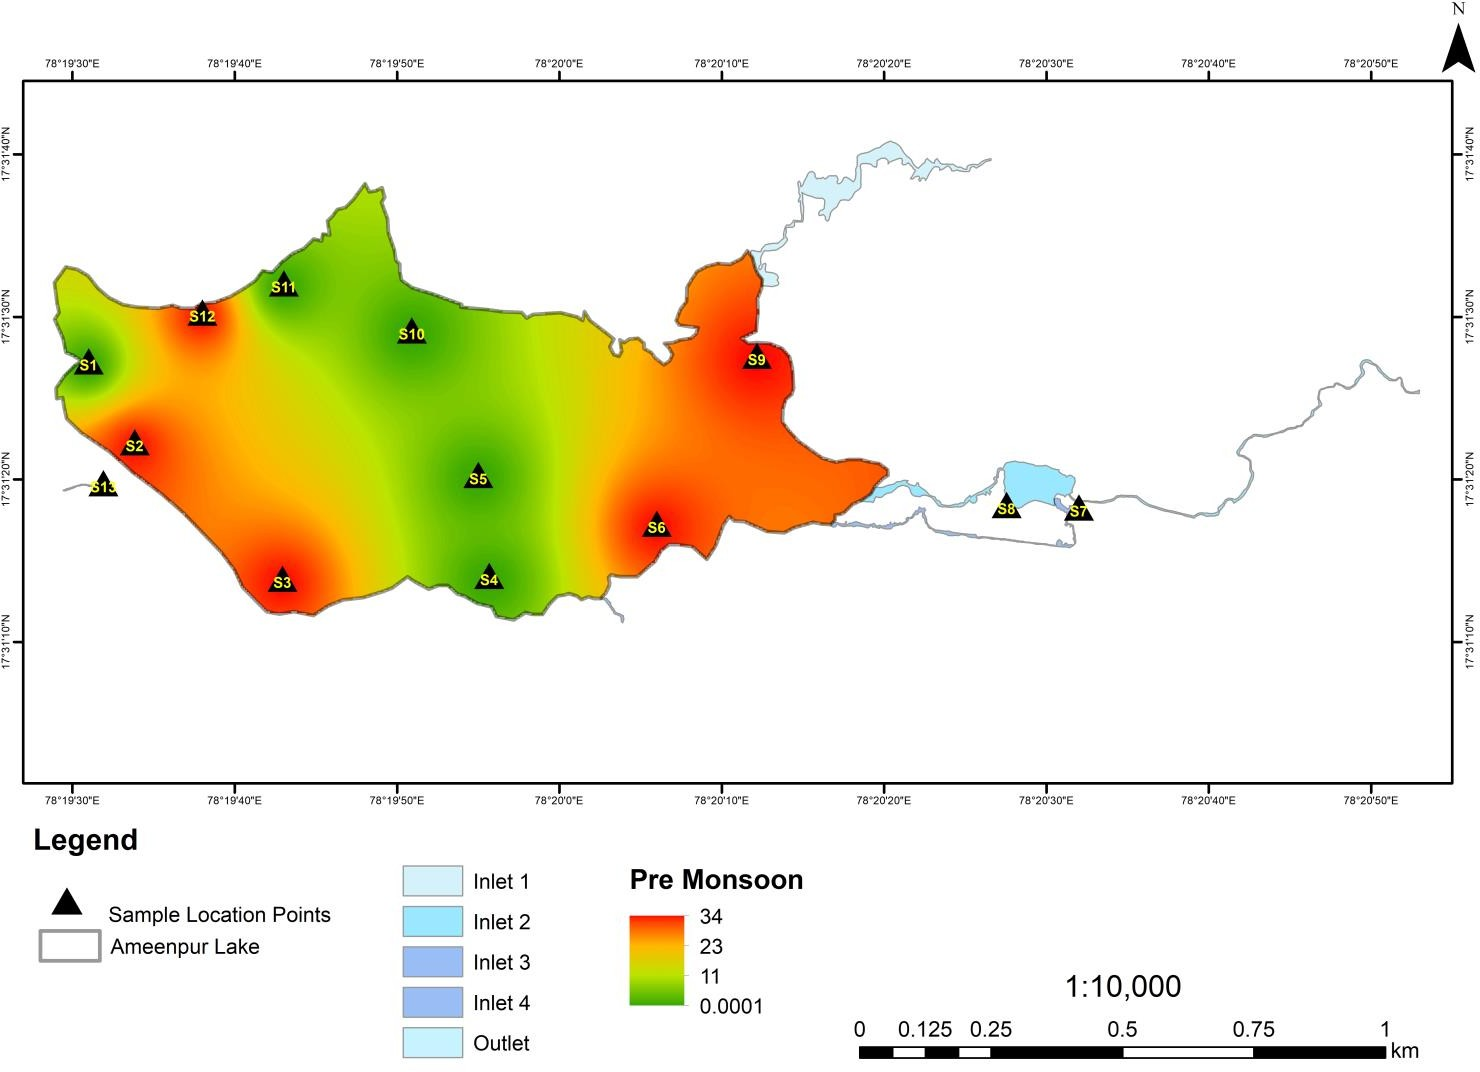 N
78°19'30"E 78°19'40"E 78°19'50"E 78°20'0"E 78°20'10"E 78°20'20"E 78°20'30"E 78°20'40"E 78°20'50"E
17°31'40"N 17°31'40"N
S11
S12
17°31'30"N 17°31'30"N
S10
S9
S1
S2
S5
S13
17°31'20"N 17°31'20"N
S8
S7
S6
S4
S3
17°31'10"N 17°31'10"N
78°19'30"E 78°19'40"E 78°19'50"E 78°20'0"E 78°20'10"E 78°20'20"E 78°20'30"E 78°20'40"E 78°20'50"E
Legend
Sample Location Points
Ameenpur Lake
Inlet 1
Inlet 2
Inlet 3
Inlet 4
Outlet
Pre Monsoon
34
23
11
0.0001
1:10,000
0 0.125 0.25 0.5 0.75 1
km